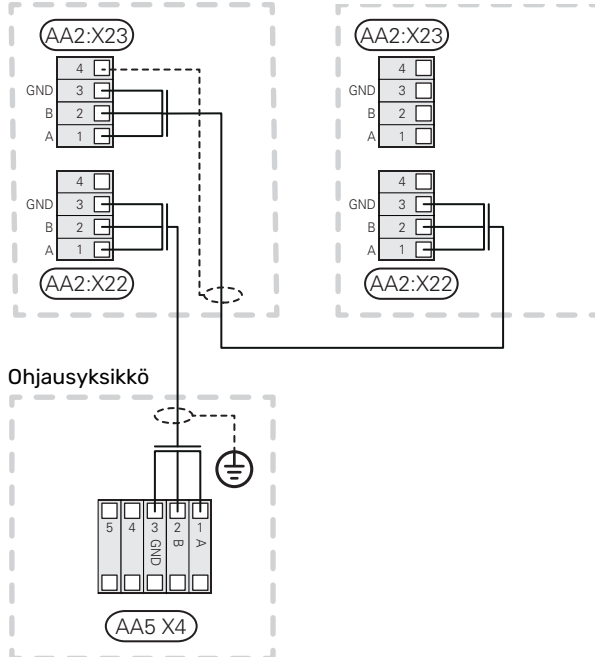 AA2:X23
4
GND 3
B 2
A 1
4
GND 3
B 2
A 1
AA2:X22
AA2:X23
4
GND 3
B 2
A 1
4
GND 3
B 2
A 1
AA2:X22
Ohjausyksikkö
5 4 3 2 1
GND B A
AA5 X4